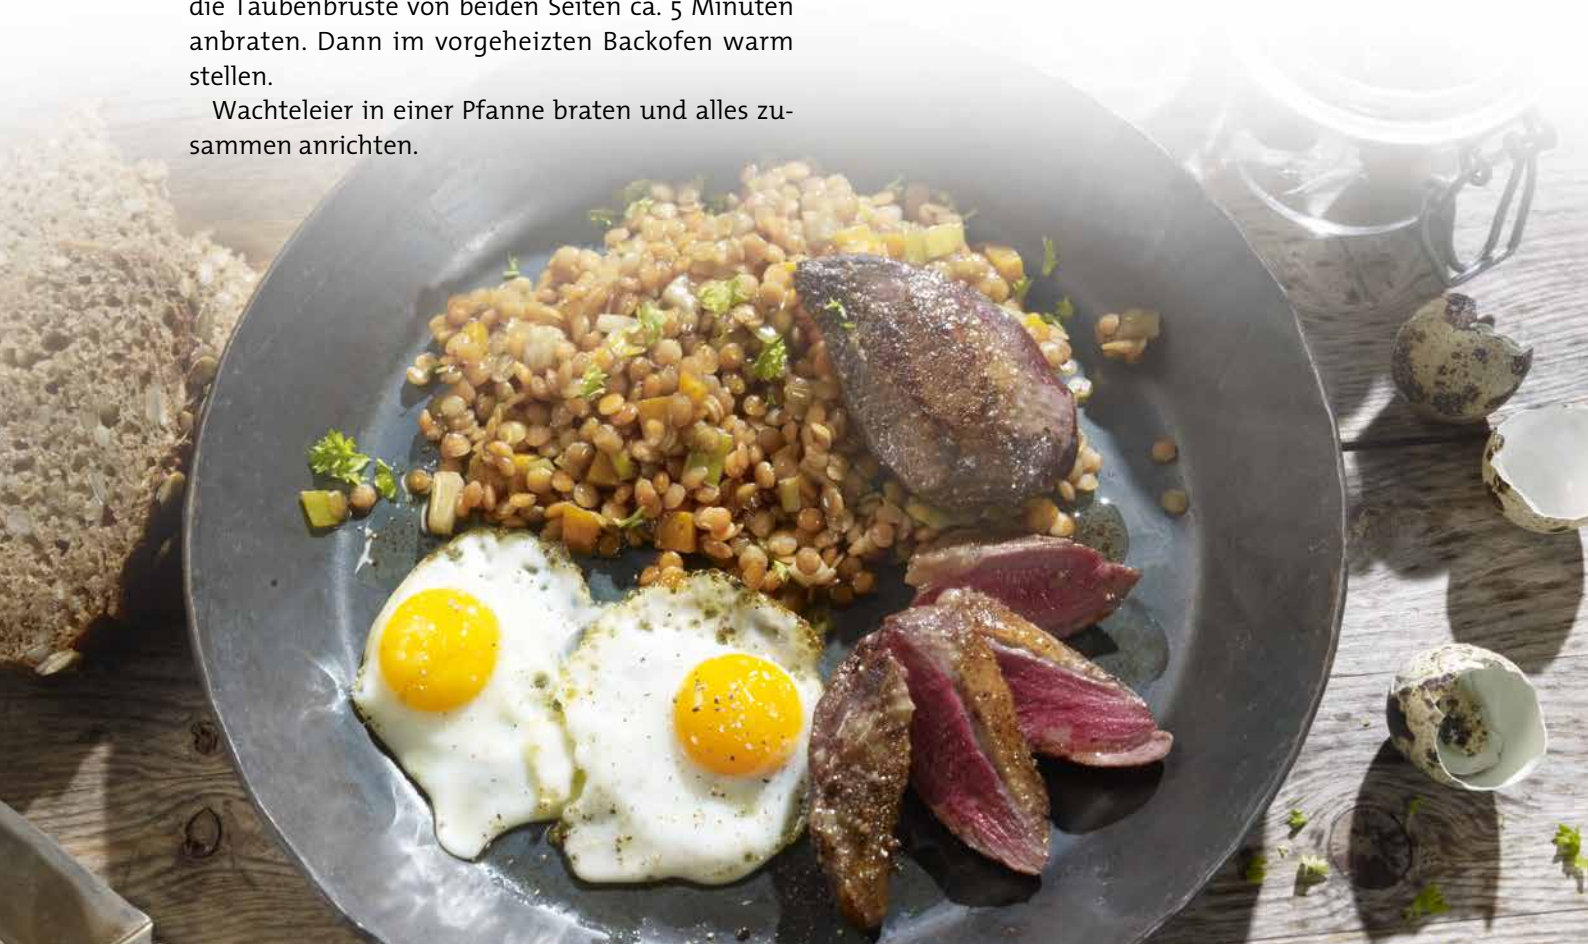 die Taubenbrüste von beiden Seiten ca. 5 Minuten
anbraten. Dann im vorgeheizten Backofen warm
stellen.
Wachteleier in einer Pfanne braten und alles zu-
sammen anrichten.